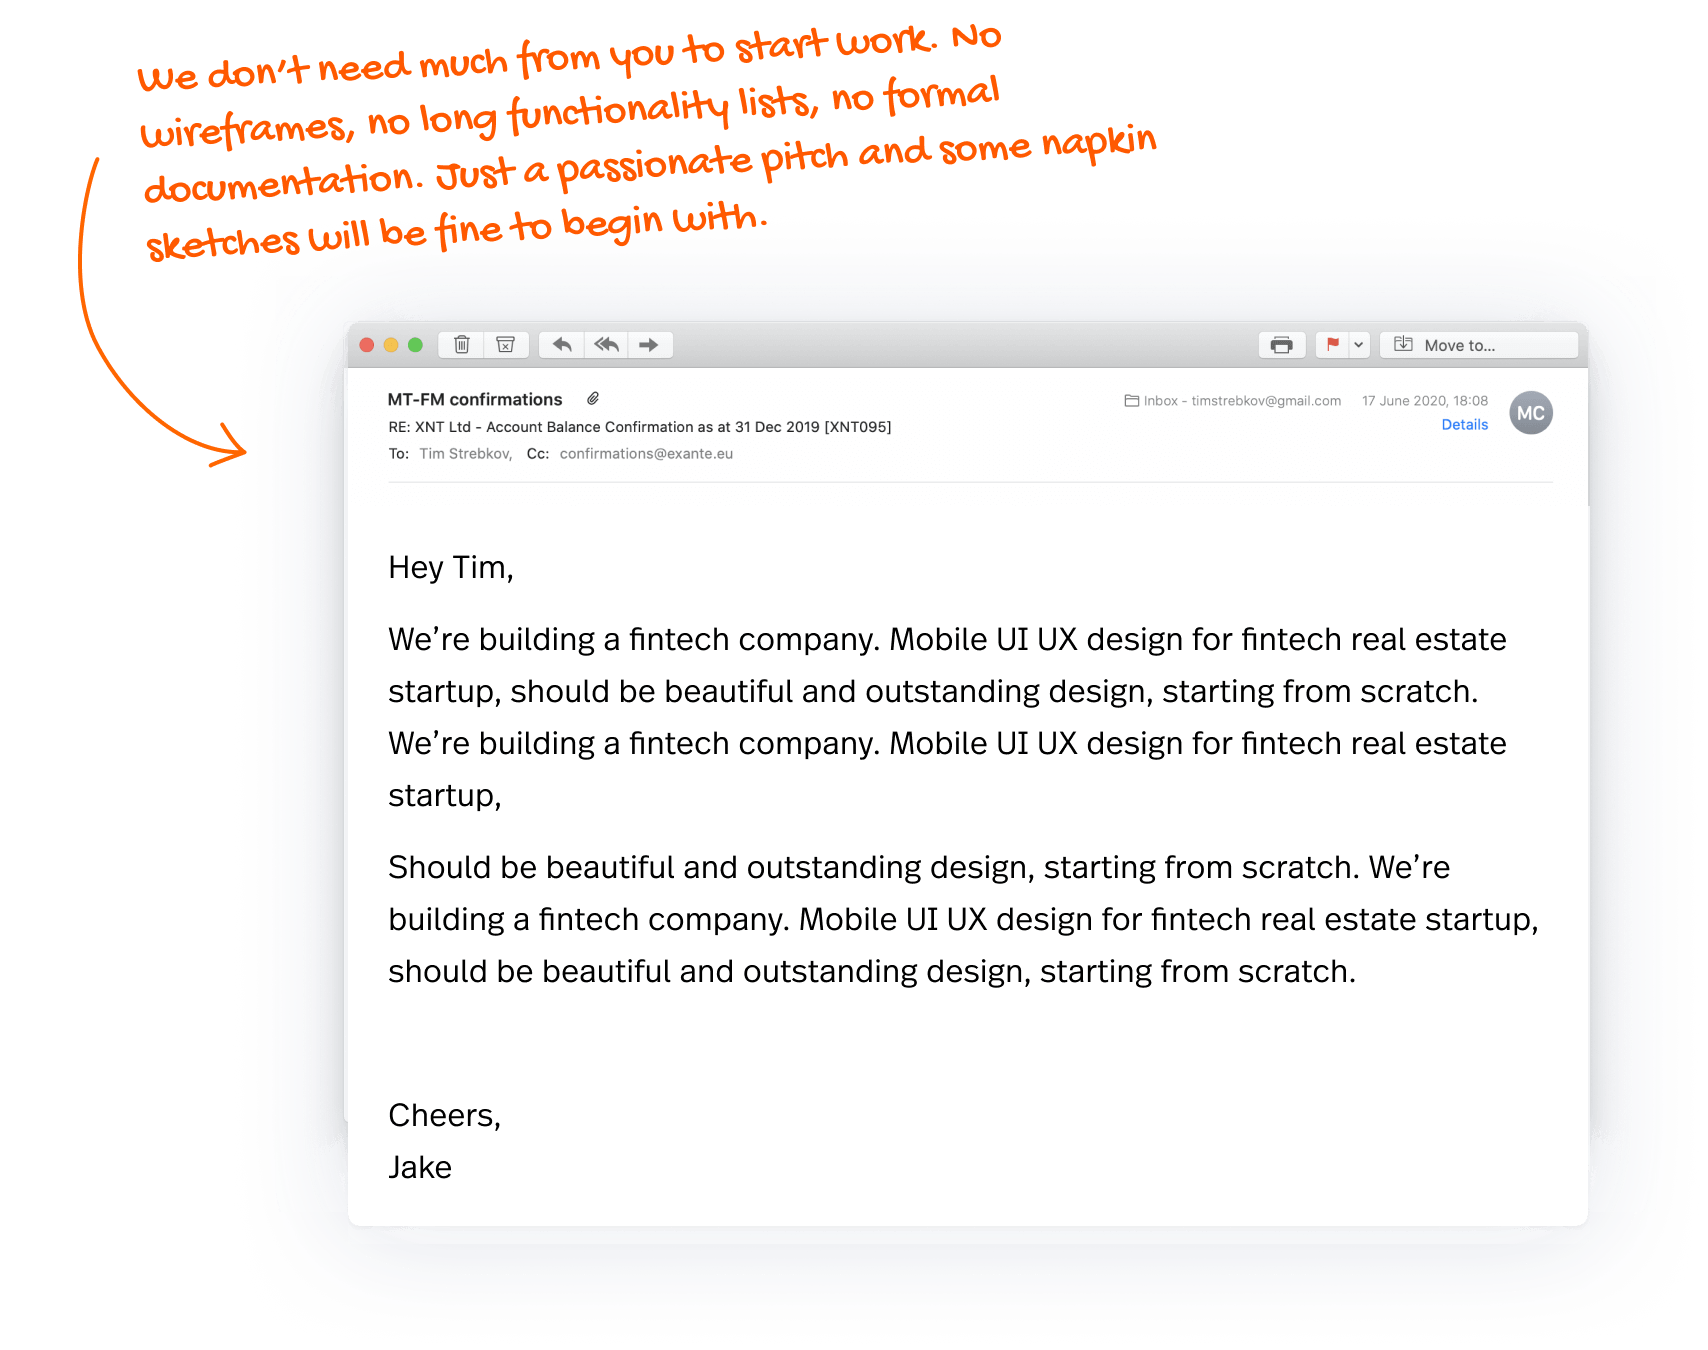 We don't need much from you to start work. No
wireframes, no long functionality lists, no formal
documentation. Just a passionate pitch and some napkin
sketches will be fine to begin with.
Move to...
MT-FM confirmations
Inbox - timstrebkov@gmail.com 17 June 2020, 18:08
MC
RE: XNT Ltd - Account Balance Confirmation as at 31 Dec 2019 [XNT095]
Details
To: Tim Strebkov, Cc: confirmations@exante.eu
Hey Tim,
We’re building a fintech company. Mobile UI UX design for fintech real estate
startup, should be beautiful and outstanding design, starting from scratch.
We’re building a fintech company. Mobile UI UX design for fintech real estate
startup,
Should be beautiful and outstanding design, starting from scratch. We’re
building a fintech company. Mobile UI UX design for fintech real estate startup,
should be beautiful and outstanding design, starting from scratch.
Cheers,
Jake